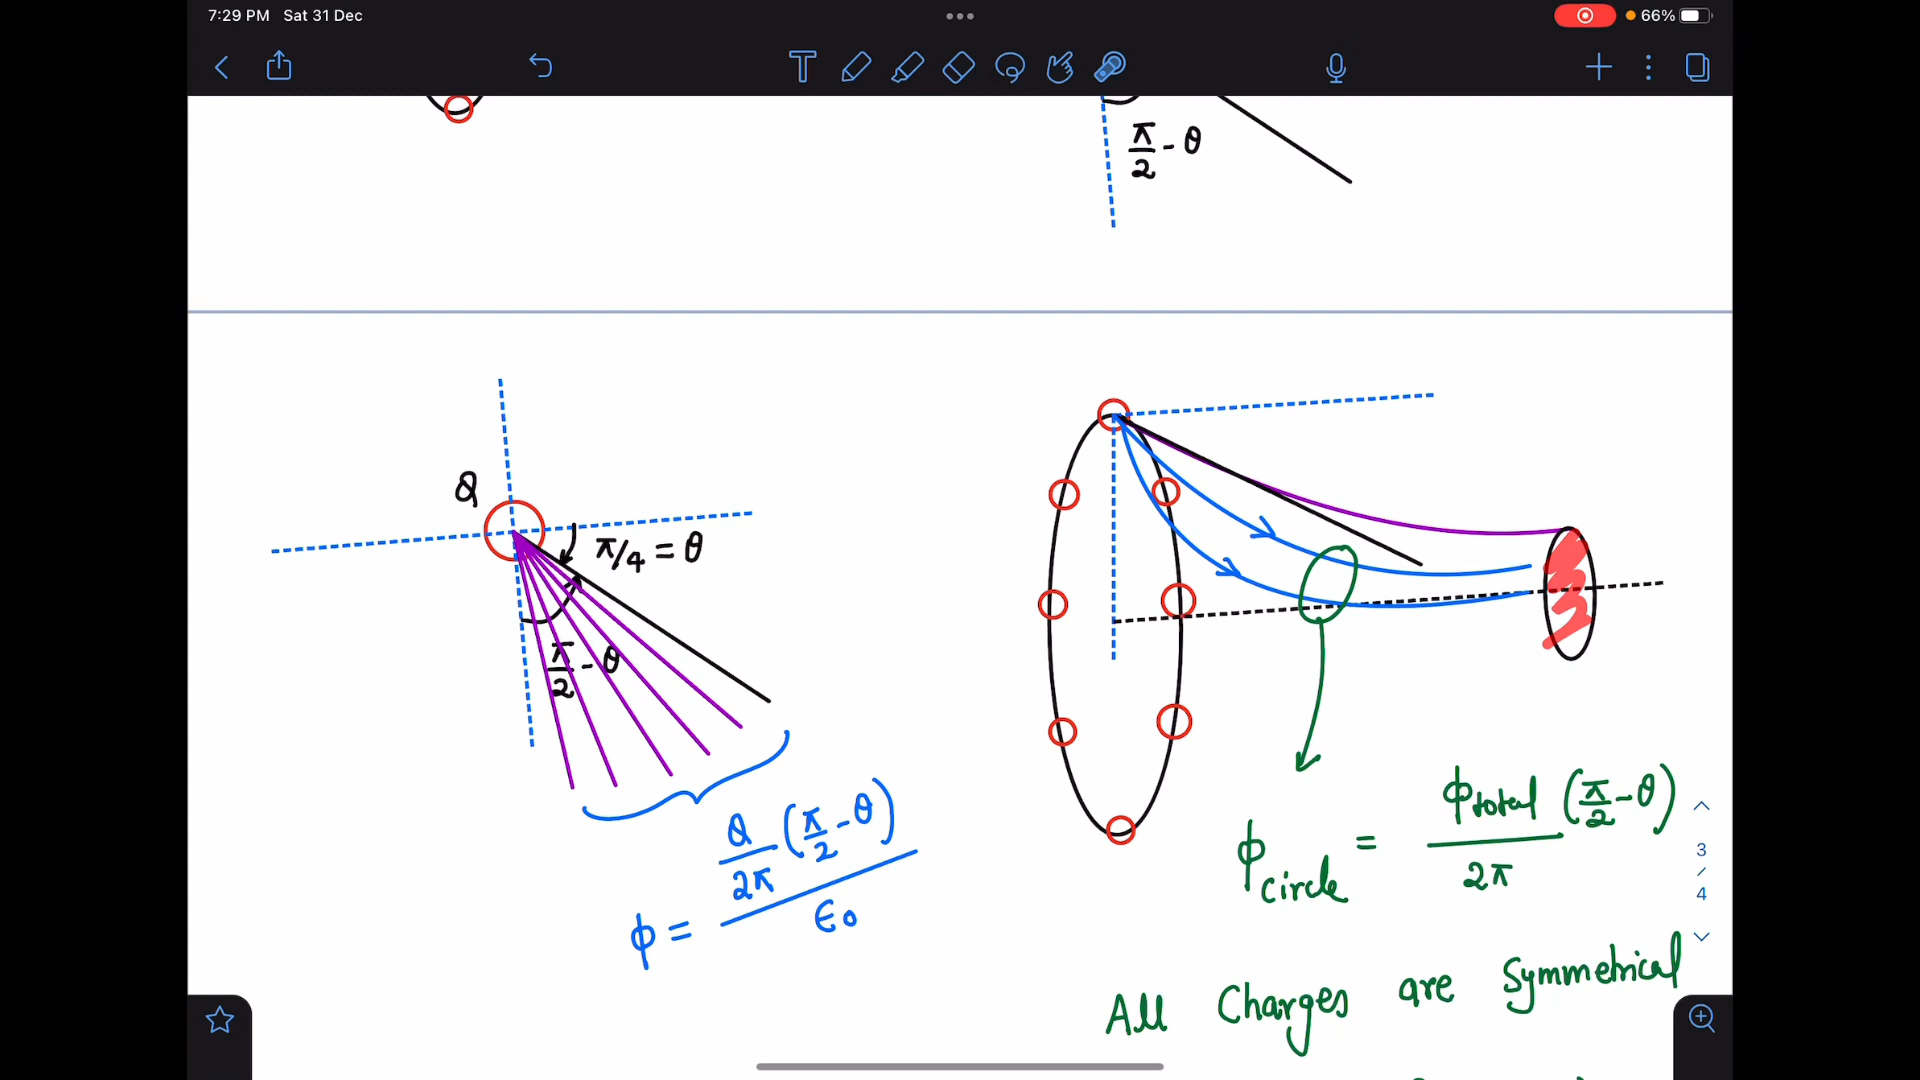 7:29 PM Sat 31 Dec
66%
T
π/2 - θ
Q
π/4 = θ
π/2 - θ
ϕ = Q/2π (π/2 - θ) / ϵ0
ϕcircle = ϕtotal (π/2 - θ) / 2π
3
/
4
All Charges are Symmetrical